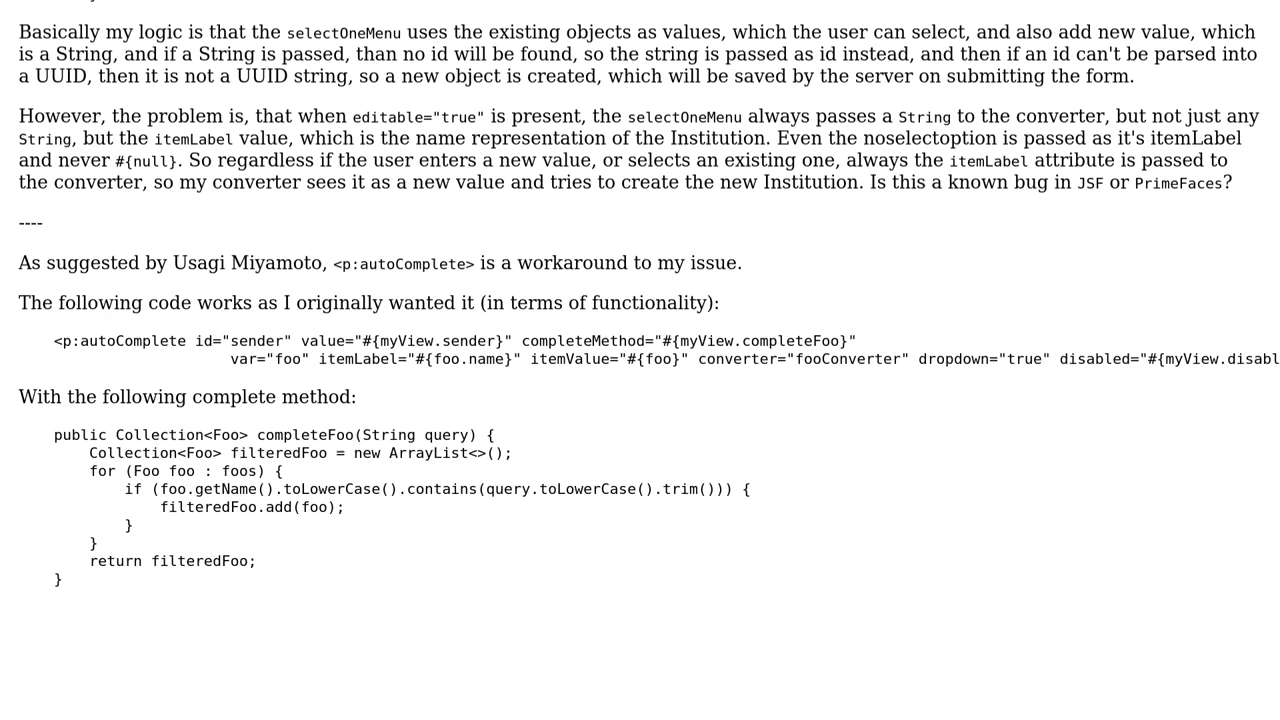 Basically my logic is that the selectOneMenu uses the existing objects as values, which the user can select, and also add new value, which
is a String, and if a String is passed, than no id will be found, so the string is passed as id instead, and then if an id can't be parsed into
a UUID, then it is not a UUID string, so a new object is created, which will be saved by the server on submitting the form.
However, the problem is, that when editable="true" is present, the selectOneMenu always passes a String to the converter, but not just any
String, but the itemLabel value, which is the name representation of the Institution. Even the noselectoption is passed as it's itemLabel
and never #{null}. So regardless if the user enters a new value, or selects an existing one, always the itemLabel attribute is passed to
the converter, so my converter sees it as a new value and tries to create the new Institution. Is this a known bug in JSF or PrimeFaces?
----
As suggested by Usagi Miyamoto, <p:autoComplete> is a workaround to my issue.
The following code works as I originally wanted it (in terms of functionality):
<p:autoComplete id="sender" value="#{myView.sender}" completeMethod="#{myView.completeFoo}"
var="foo" itemLabel="#{foo.name}" itemValue="#{foo}" converter="fooConverter" dropdown="true" disabled="#{myView.disabl
With the following complete method:
public Collection<Foo> completeFoo(String query) {
Collection<Foo> filteredFoo = new ArrayList<>();
for (Foo foo : foos) {
if (foo.getName().toLowerCase().contains(query.toLowerCase().trim())) {
filteredFoo.add(foo);
}
}
return filteredFoo;
}